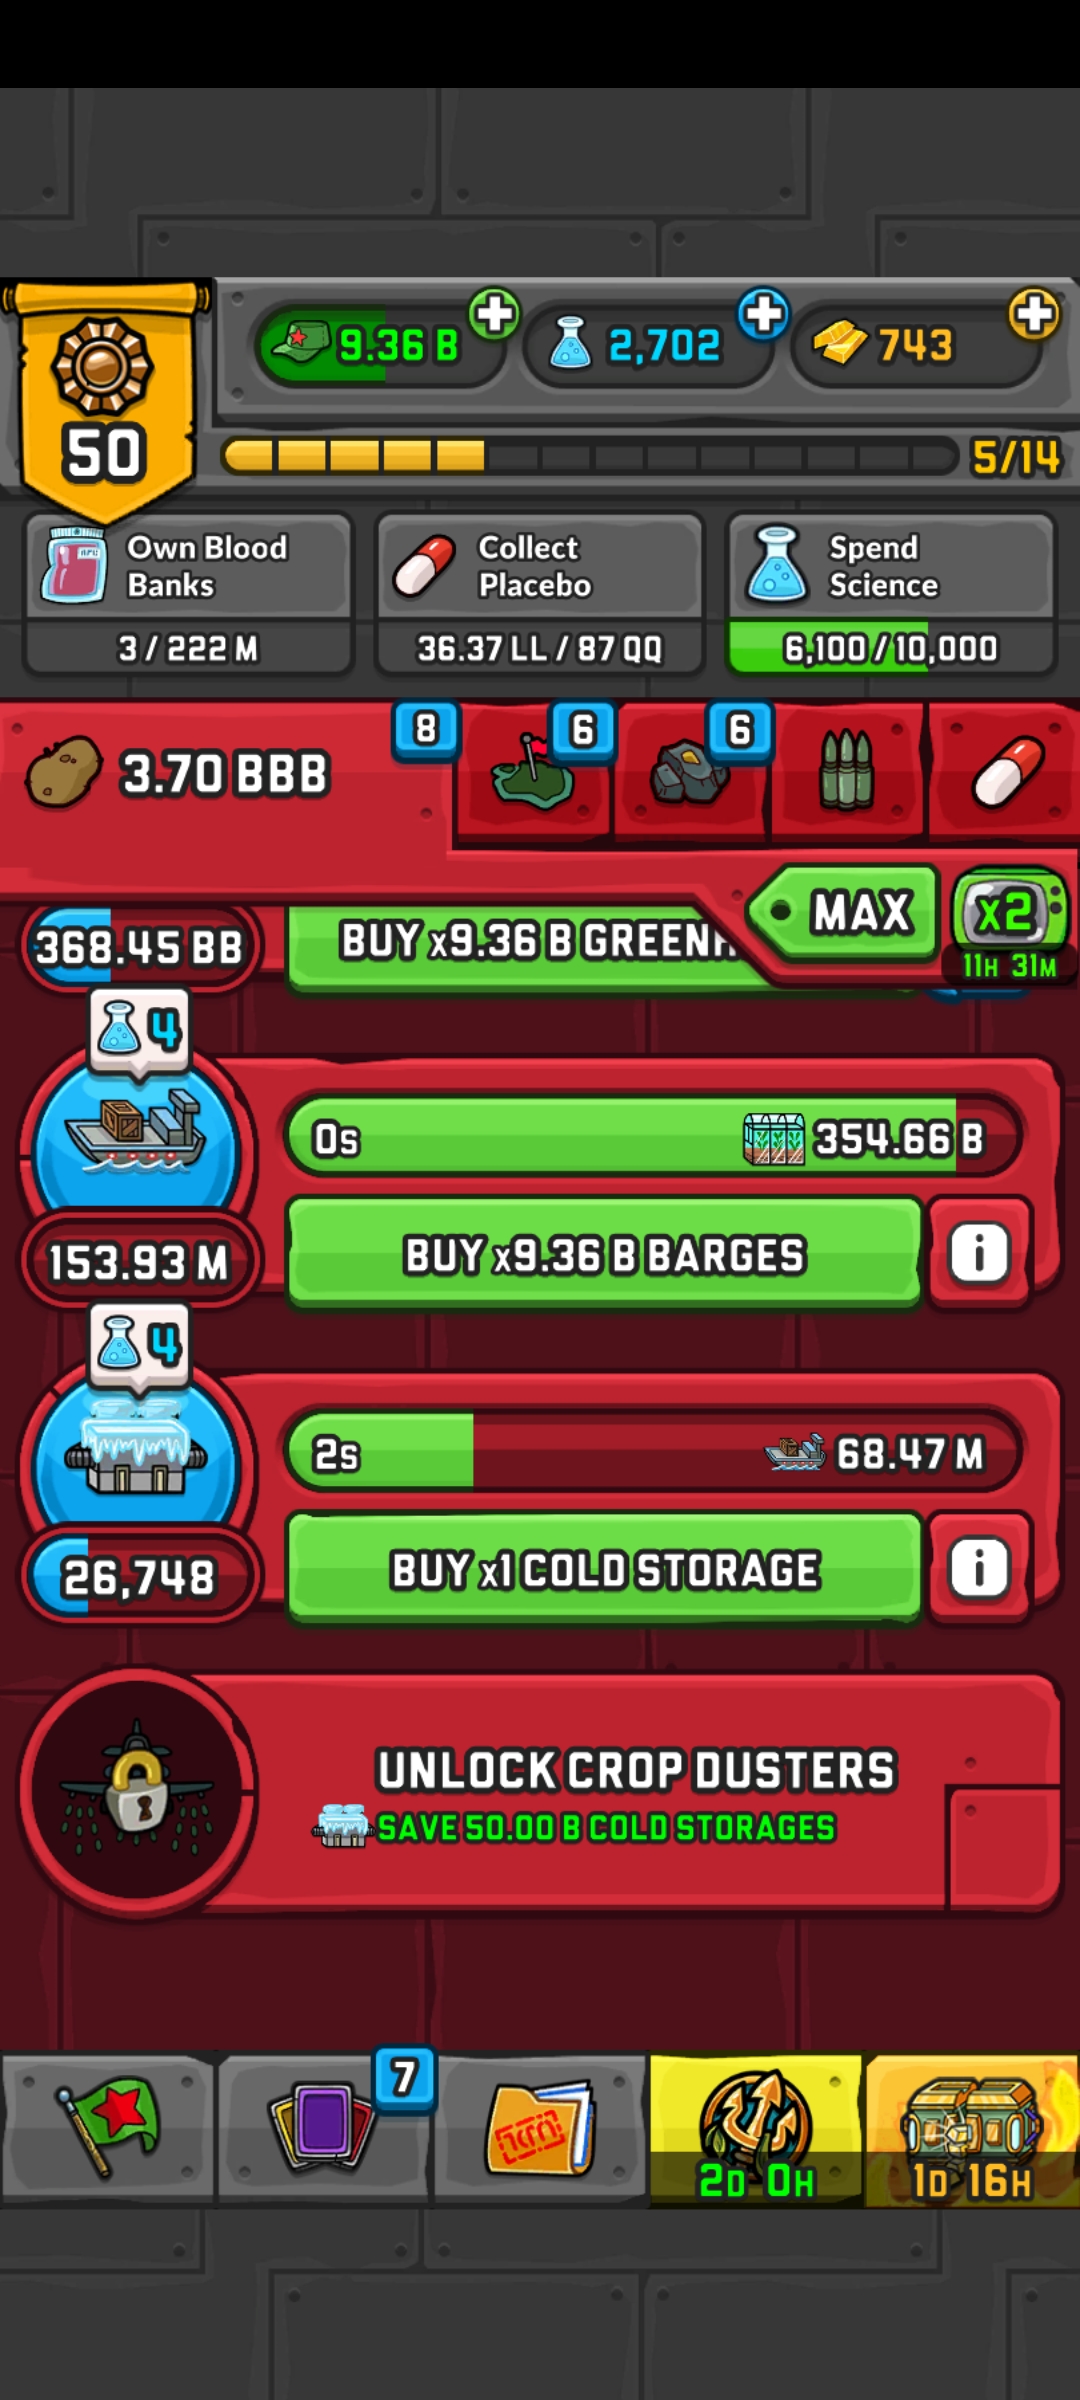 50
9.36 B
2,702
743
5/14
Own Blood
Banks
3 / 222 M
Collect
Placebo
36.37 LL / 87 QQ
Spend
Science
6,100 / 10,000
3.70 BBB
8
6
6
MAX
x2
11H 31M
368.45 BB
BUY x9.36 B
4
0s
354.66 B
153.93 M
BUY x9.36 B BARGES
i
4
2s
68.47 M
26,748
BUY x1 COLD STORAGE
i
UNLOCK CROP DUSTERS
SAVE 50.00 B COLD STORAGES
7
2D 0H
1D 16H